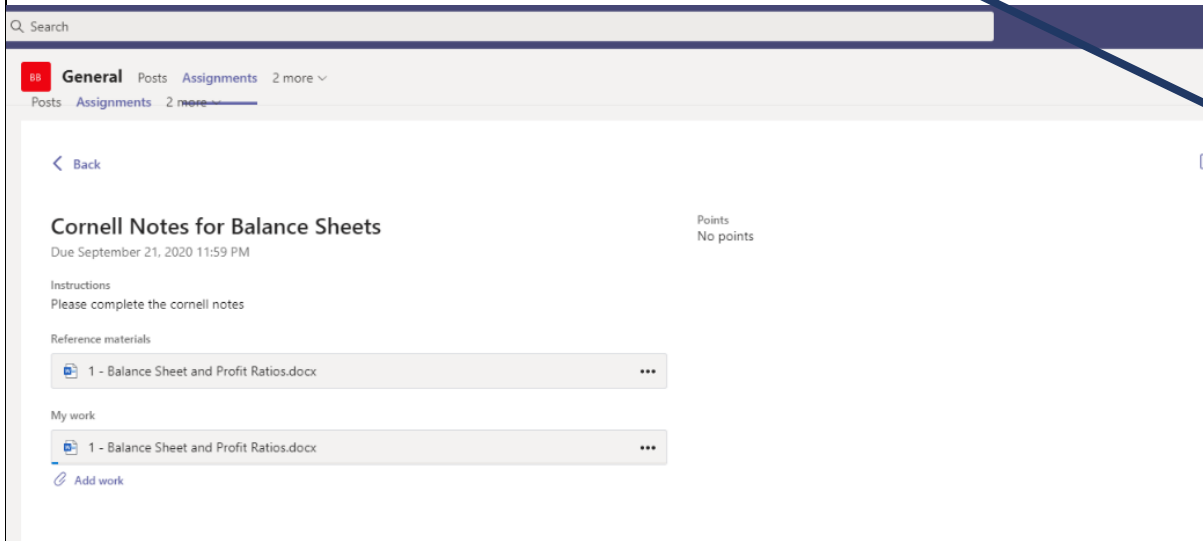 Search
BB General Posts Assignments 2 more
Posts Assignments 2 more
Back
Cornell Notes for Balance Sheets
Due September 21, 2020 11:59 PM
Points
No points
Instructions
Please complete the cornell notes
Reference materials
1 - Balance Sheet and Profit Ratios.docx
My work
1 - Balance Sheet and Profit Ratios.docx
Add work